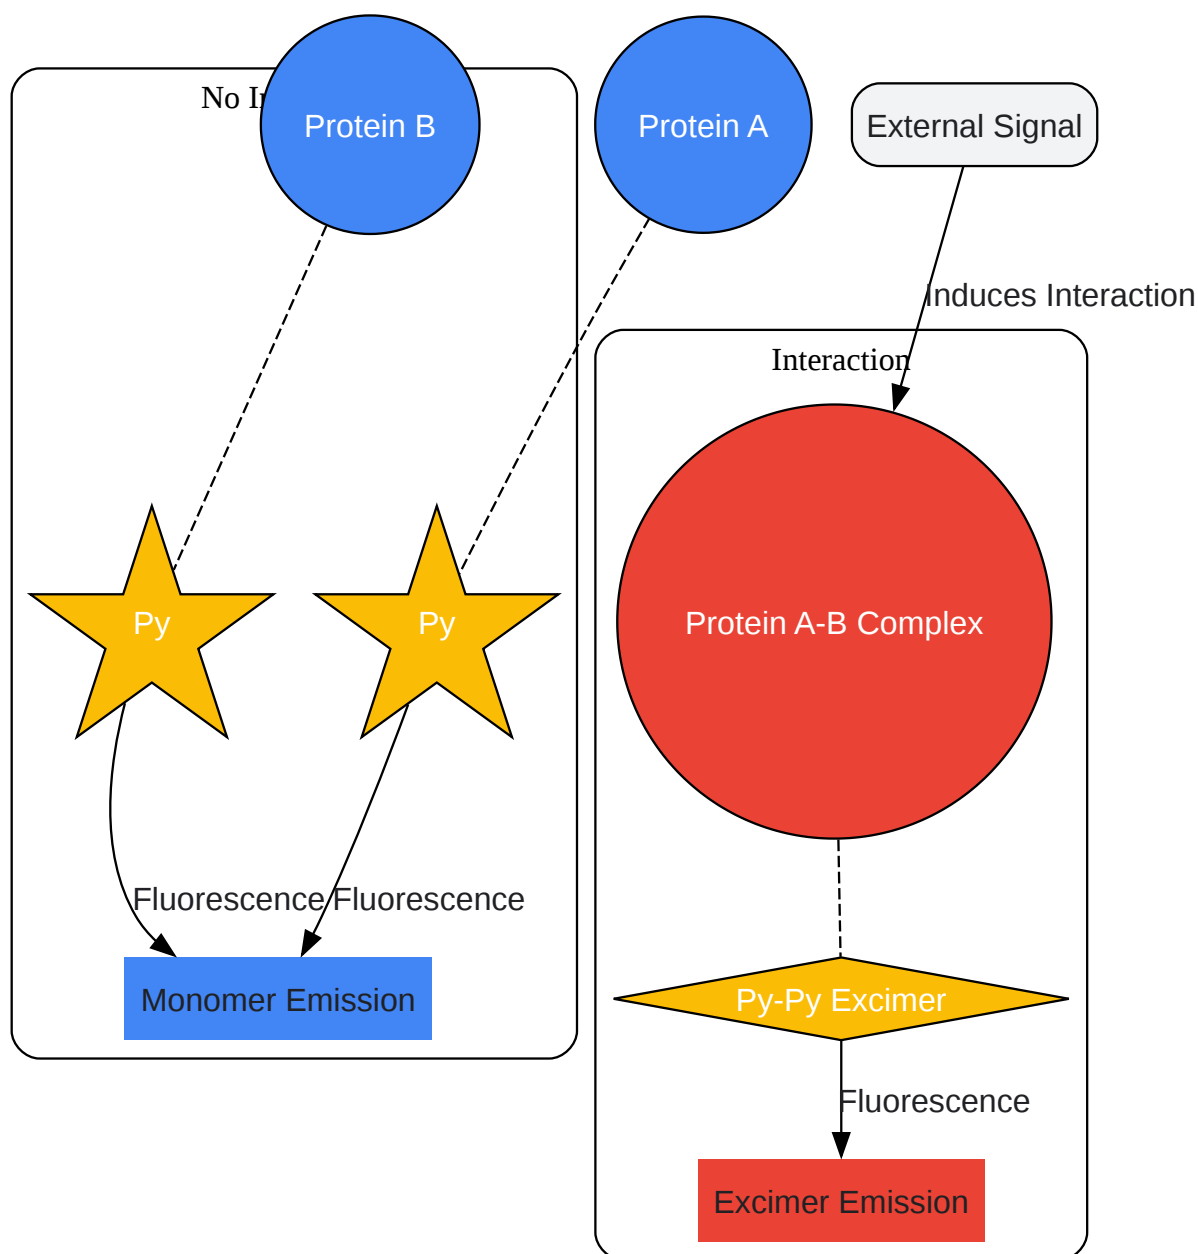 No
Protein B
Protein A
External Signal
Induces Interaction
Interaction
Py
Py
Protein A-B Complex
Fluorescence
Fluorescence
Monomer Emission
Py-Py Excimer
Fluorescence
Excimer Emission